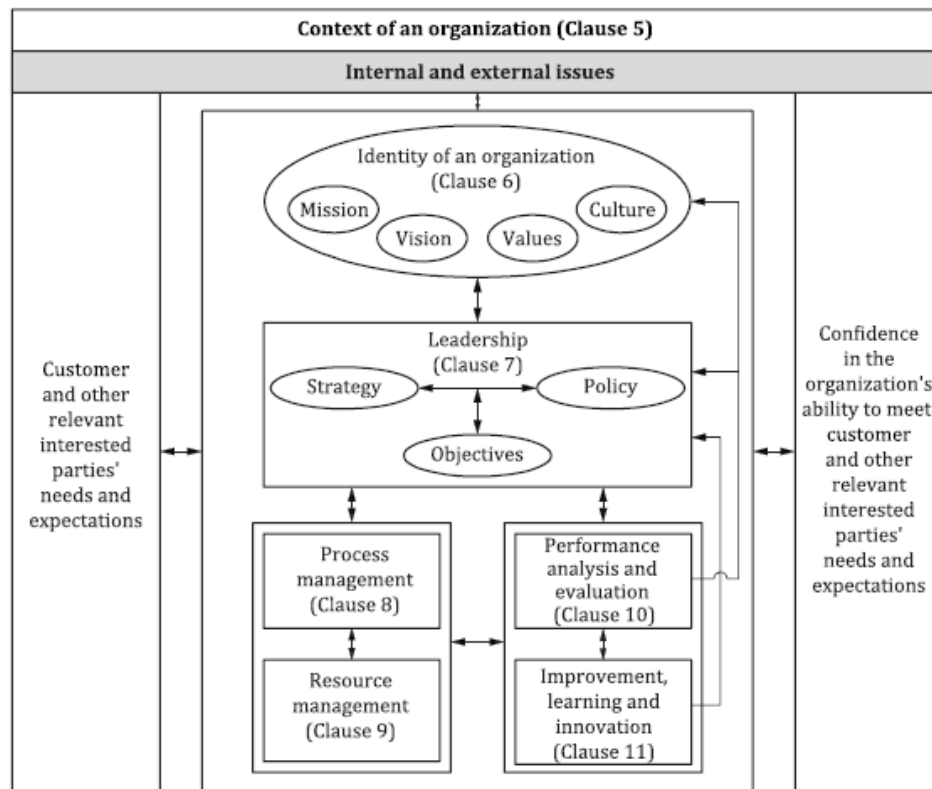 Context of an organization (Clause 5)
Internal and external issues
Customer
and other
relevant
interested
parties'
needs and
expectations
Identity of an organization
(Clause 6)
Mission
Vision
Values
Culture
Leadership
(Clause 7)
Strategy
Policy
Objectives
Process
management
(Clause 8)
Resource
management
(Clause 9)
Performance
analysis and
evaluation
(Clause 10)
Improvement,
learning and
innovation
(Clause 11)
Confidence
in the
organization's
ability to meet
customer
and other
relevant
interested
parties'
needs and
expectations